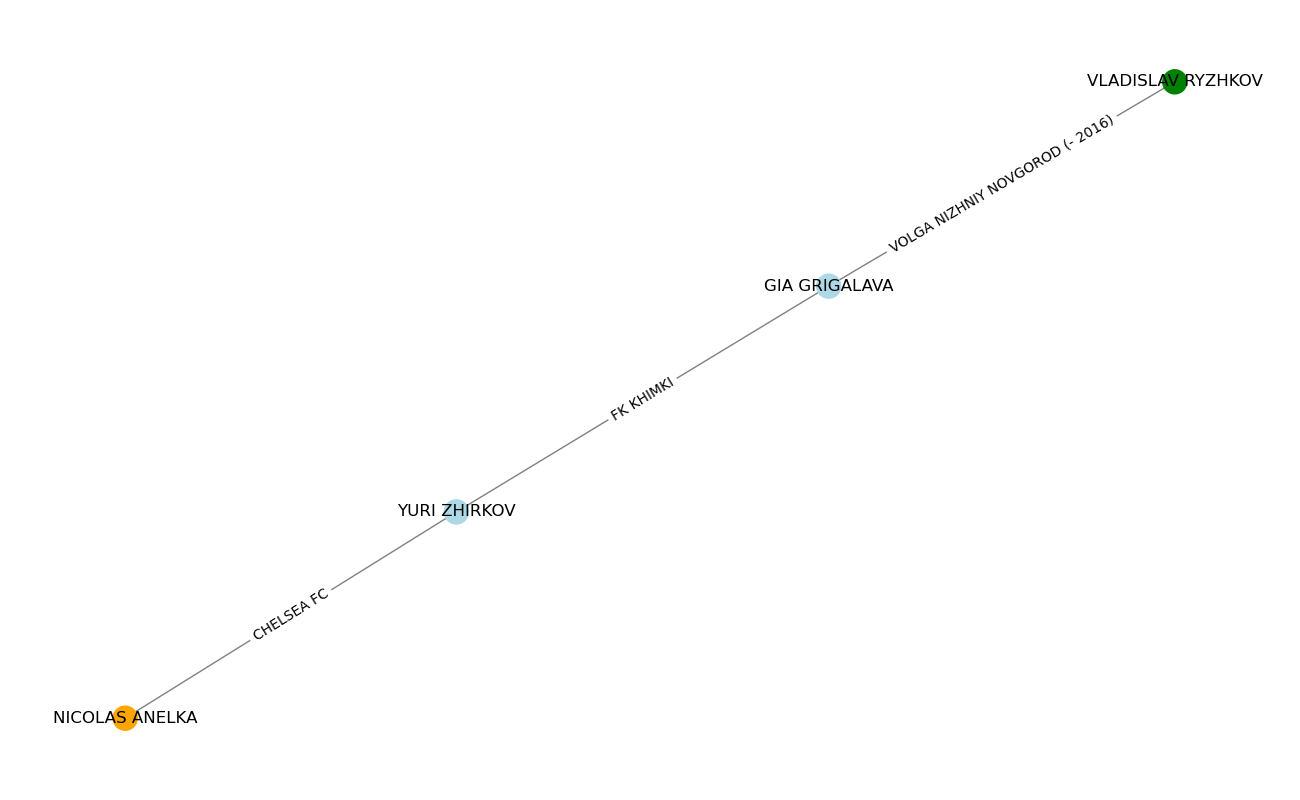 VLADISLAV RYZHKOV
VOLGA NIZHNIY NOVGOROD (- 2016)
GIA GRIGALAVA
FK KHIMKI
YURI ZHIRKOV
CHELSEA FC
NICOLAS ANELKA